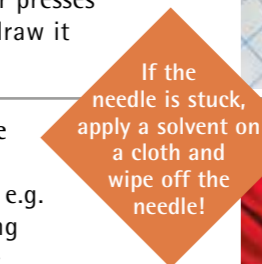 r presses
draw it
If the
needle is stuck,
apply a solvent on
a cloth and
wipe off the
needle!
e
e.g.
ng